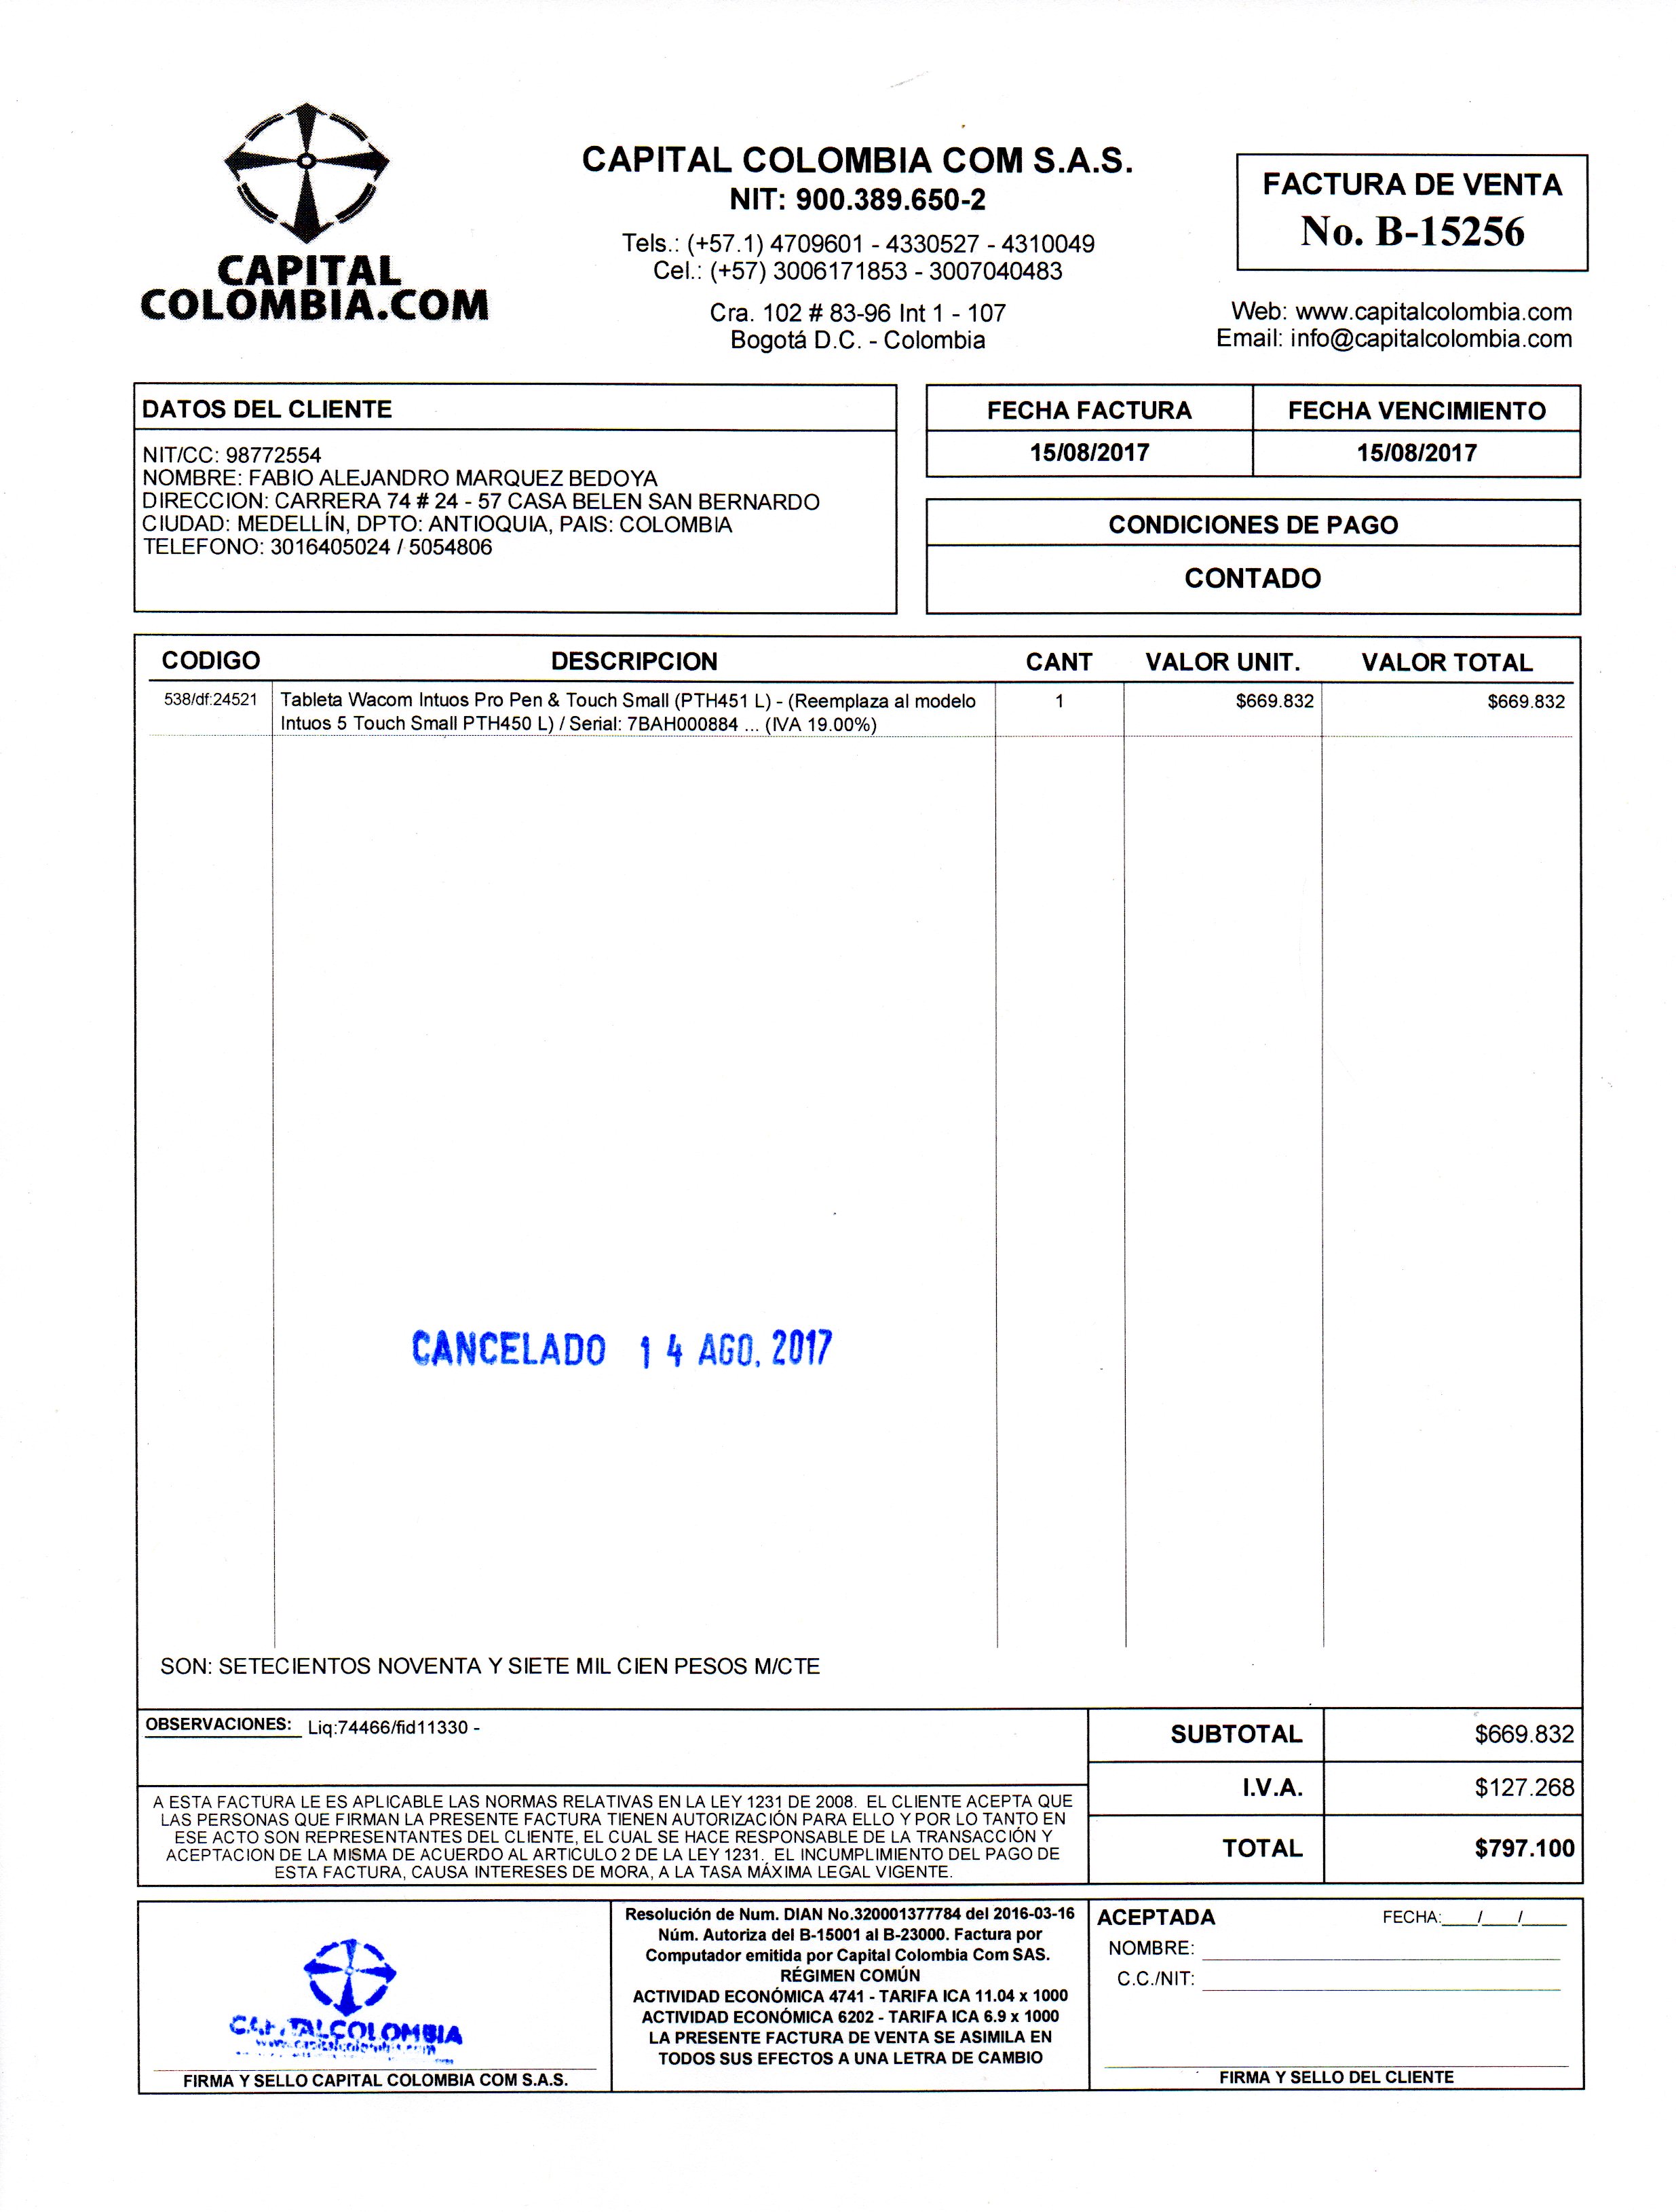 CAPITAL
COLOMBIA.COM
CAPITAL COLOMBIA COM S.A.S.
NIT: 900.389.650-2
Tels.: (+57.1) 4709601 - 4330527 - 4310049
Cel.: (+57) 3006171853 - 3007040483
Cra. 102 # 83-96 Int 1 - 107
Bogotá D.C. - Colombia
FACTURA DE VENTA
No. B-15256
Web: www.capitalcolombia.com
Email: info@capitalcolombia.com
DATOS DEL CLIENTE
NIT/CC: 98772554
NOMBRE: FABIO ALEJANDRO MARQUEZ BEDOYA
DIRECCION: CARRERA 74 # 24 - 57 CASA BELEN SAN BERNARDO
CIUDAD: MEDELLÍN, DPTO: ANTIOQUIA, PAIS: COLOMBIA
TELEFONO: 3016405024 / 5054806
FECHA FACTURA FECHA VENCIMIENTO
15/08/2017 15/08/2017
CONDICIONES DE PAGO
CONTADO
CODIGO DESCRIPCION CANT VALOR UNIT. VALOR TOTAL
538/df:24521 Tableta Wacom Intuos Pro Pen & Touch Small (PTH451 L) - (Reemplaza al modelo 1 $669.832 $669.832
Intuos 5 Touch Small PTH450 L) / Serial: 7BAH000884 ... (IVA 19.00%)
CANCELADO 14 AGO. 2017
SON: SETECIENTOS NOVENTA Y SIETE MIL CIEN PESOS M/CTE
OBSERVACIONES: Liq:74466/fid11330 -
SUBTOTAL $669.832
I.V.A. $127.268
TOTAL $797.100
A ESTA FACTURA LE ES APLICABLE LAS NORMAS RELATIVAS EN LA LEY 1231 DE 2008. EL CLIENTE ACEPTA QUE
LAS PERSONAS QUE FIRMAN LA PRESENTE FACTURA TIENEN AUTORIZACIÓN PARA ELLO Y POR LO TANTO EN
ESE ACTO SON REPRESENTANTES DEL CLIENTE, EL CUAL SE HACE RESPONSABLE DE LA TRANSACCIÓN Y
ACEPTACION DE LA MISMA DE ACUERDO AL ARTICULO 2 DE LA LEY 1231. EL INCUMPLIMIENTO DEL PAGO DE
ESTA FACTURA, CAUSA INTERESES DE MORA, A LA TASA MÁXIMA LEGAL VIGENTE.
CAPITALCOLOMBIA
www.capitalcolombia.com
FIRMA Y SELLO CAPITAL COLOMBIA COM S.A.S.
Resolución de Num. DIAN No.320001377784 del 2016-03-16
Núm. Autoriza del B-15001 al B-23000. Factura por
Computador emitida por Capital Colombia Com SAS.
RÉGIMEN COMÚN
ACTIVIDAD ECONÓMICA 4741 - TARIFA ICA 11.04 x 1000
ACTIVIDAD ECONÓMICA 6202 - TARIFA ICA 6.9 x 1000
LA PRESENTE FACTURA DE VENTA SE ASIMILA EN
TODOS SUS EFECTOS A UNA LETRA DE CAMBIO
ACEPTADA FECHA:____/____/_____
NOMBRE:
C.C./NIT:
FIRMA Y SELLO DEL CLIENTE